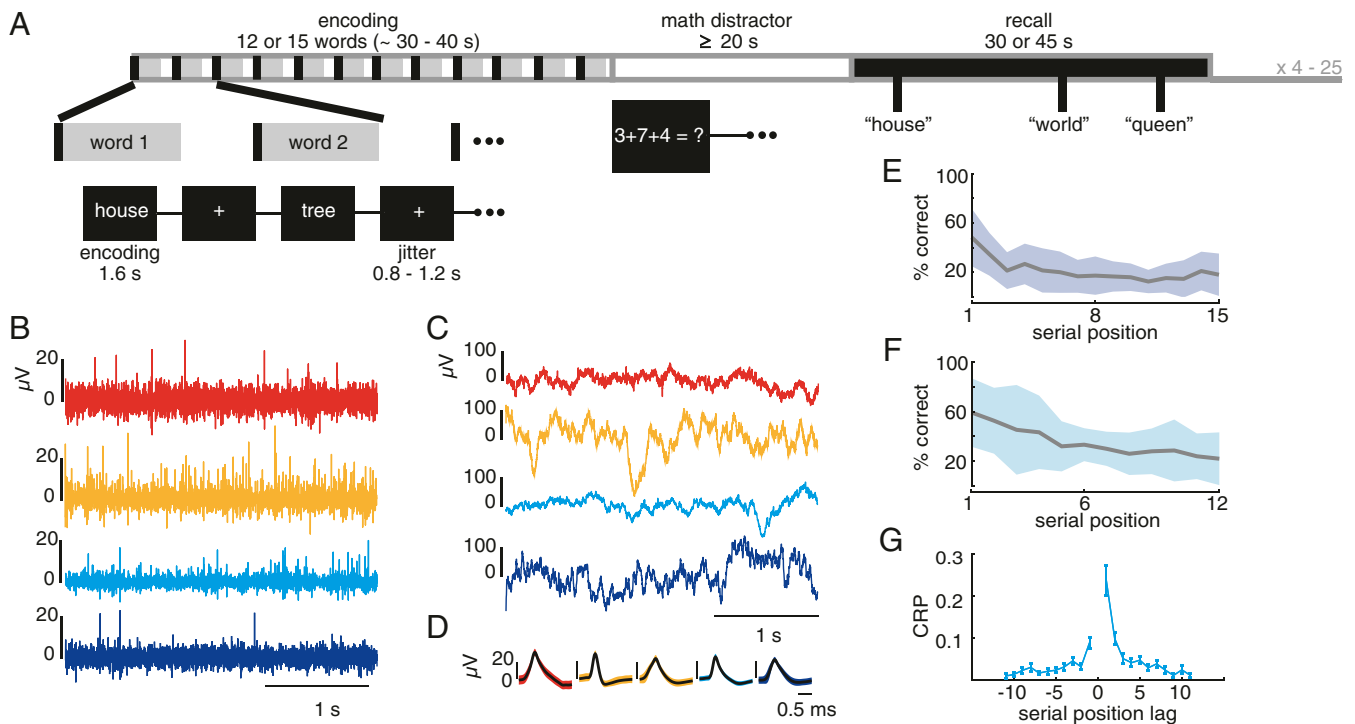 A
encoding
12 or 15 words (~ 30 - 40 s)
math distractor
≥ 20 s
recall
30 or 45 s
x 4 - 25
word 1
word 2
•••
3+7+4 = ?
•••
“house”
“world”
“queen”
house
+
tree
+
•••
encoding
1.6 s
jitter
0.8 - 1.2 s
B
μV
20
0
20
0
20
0
20
0
1 s
C
μV
100
0
100
0
100
0
100
0
1 s
D
μV
20
0
0.5 ms
E
% correct
100
60
20
1
8
15
serial position
F
% correct
100
60
20
1
6
12
serial position
G
CRP
0.3
0.2
0.1
-10
-5
0
5
10
serial position lag